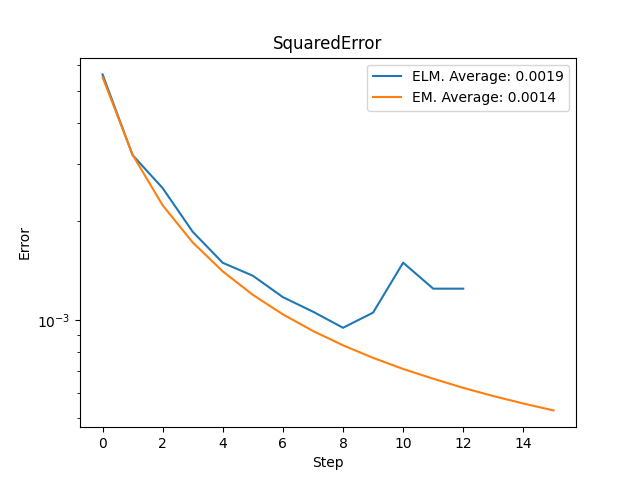 SquaredError
ELM. Average: 0.0019
EM. Average: 0.0014
Error
10⁻³
0 2 4 6 8 10 12 14
Step